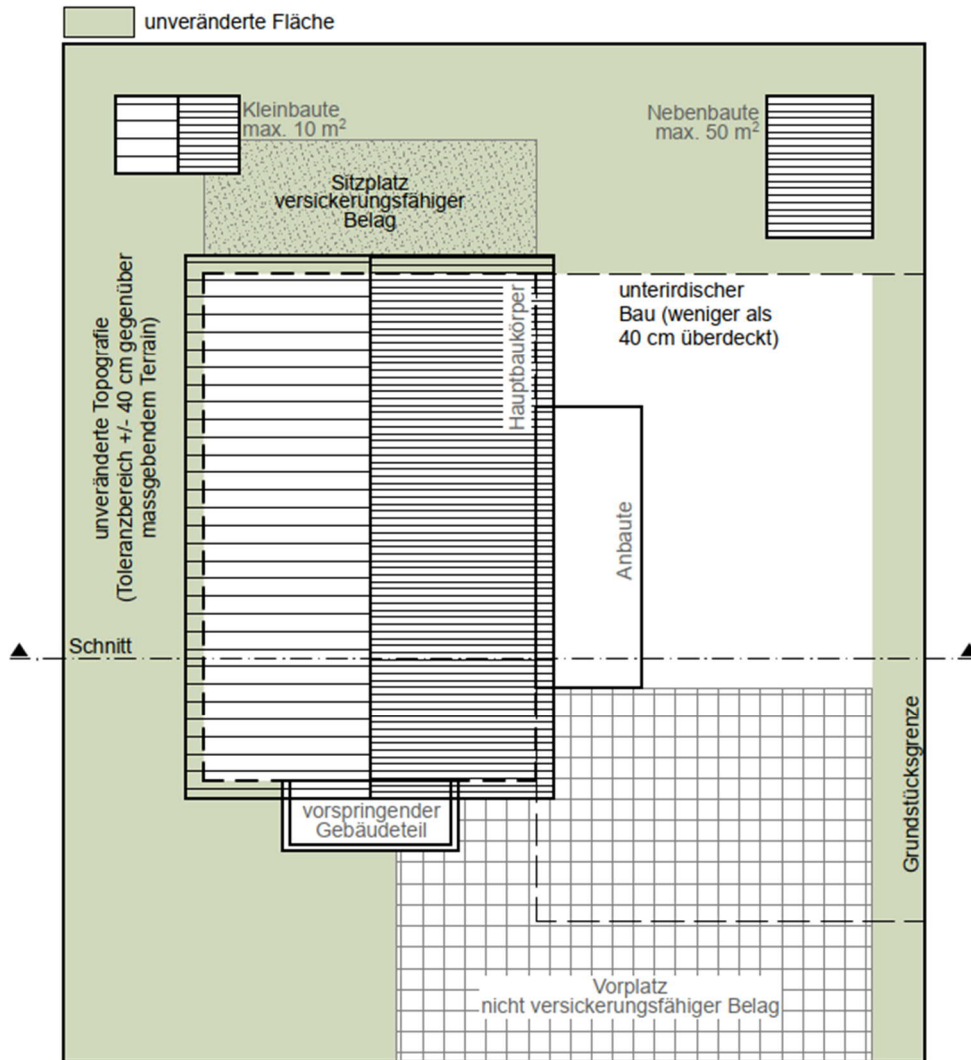 unveränderte Fläche
Kleinbaute
max. 10 m²
Nebenbaute
max. 50 m²
Sitzplatz
versickerungsfähiger
Belag
unterirdischer
Bau (weniger als
40 cm überdeckt)
Hauptbaukörper
unveränderte Topografie
(Toleranzbereich +/- 40 cm gegenüber
massgebendem Terrain)
Anbaute
Schnitt
Grundstücksgrenze
vorspringender
Gebäudeteil
Vorplatz
nicht versickerungsfähiger Belag